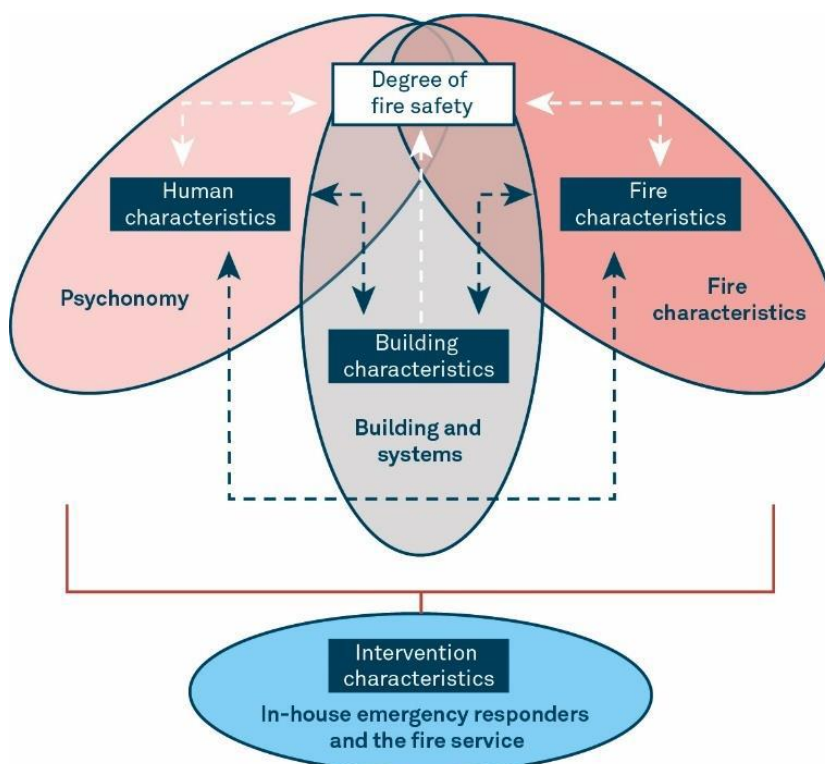 Degree of
fire safety
Human
characteristics
Fire
characteristics
Psychonomy
Fire
characteristics
Building
characteristics
Building and
systems
Intervention
characteristics
In-house emergency responders
and the fire service